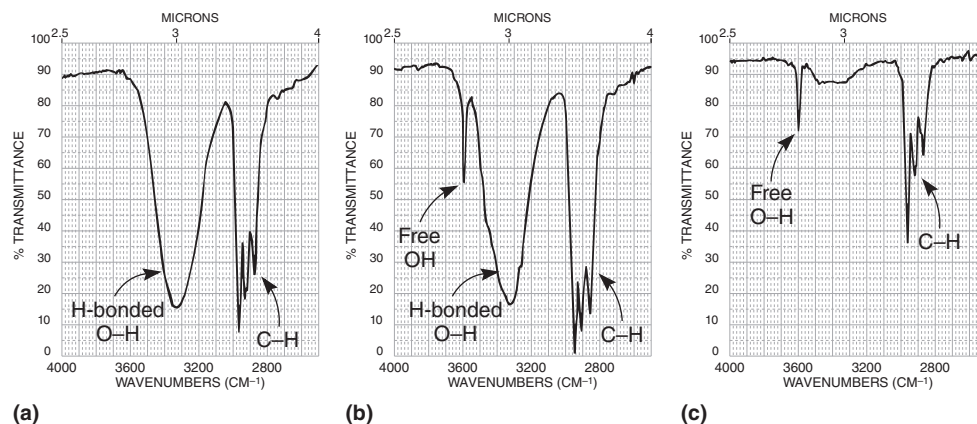 MICRONS
2.5 3 4
100
90
80
70
60
50
40
30
20
10
0
% TRANSMITTANCE
H-bonded
O–H
C–H
4000 3600 3200 2800
WAVENUMBERS (CM⁻¹)
(a)
MICRONS
2.5 3 4
100
90
80
70
60
50
40
30
20
10
0
% TRANSMITTANCE
Free
OH
H-bonded
O–H
C–H
4000 3600 3200 2800
WAVENUMBERS (CM⁻¹)
(b)
MICRONS
2.5 3
100
90
80
70
60
50
40
30
20
10
0
% TRANSMITTANCE
Free
O–H
C–H
4000 3600 3200 2800
WAVENUMBERS (CM⁻¹)
(c)